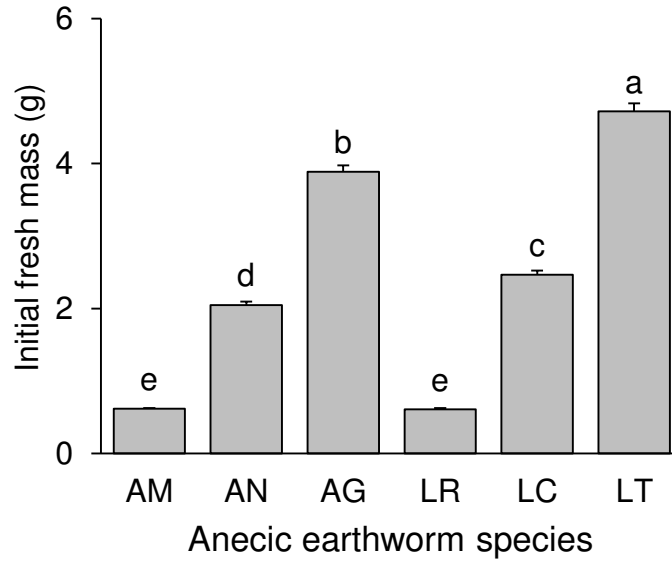 6
a
b
4
c
d
2
e
e
0
AM AN AG LR LC LT
Initial fresh mass (g)
Anecic earthworm species